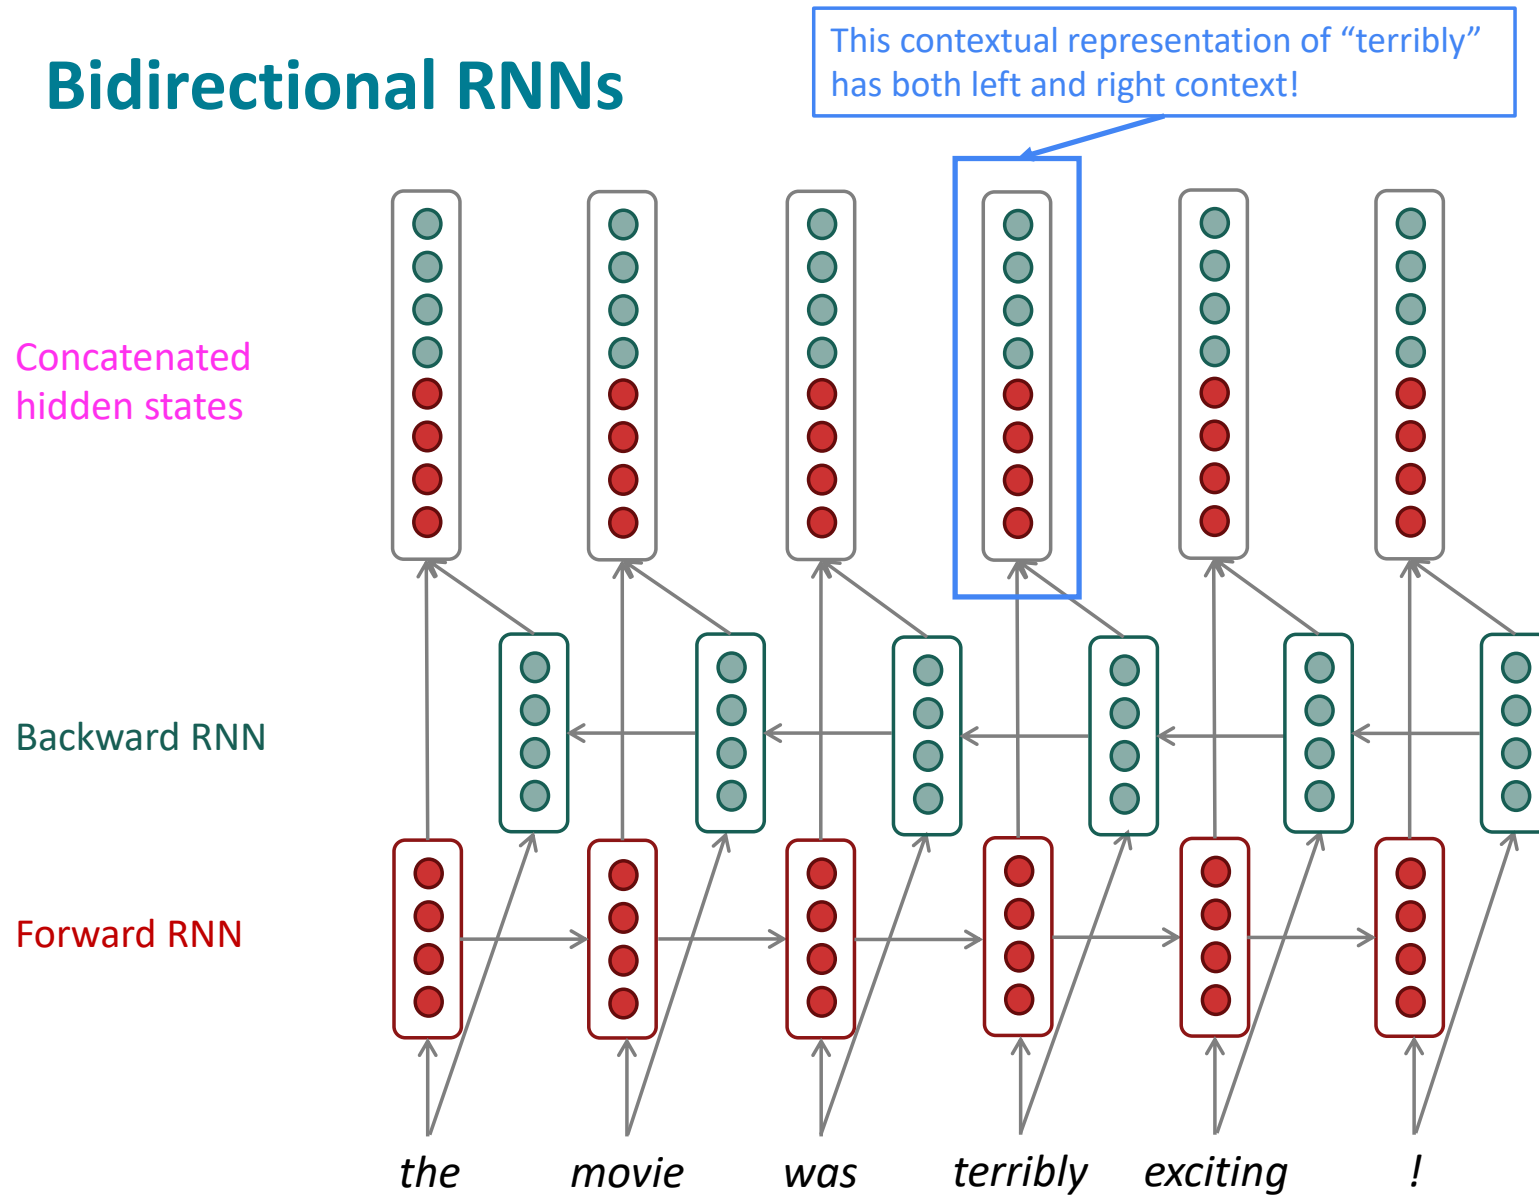 Bidirectional RNNs
This contextual representation of “terribly”
has both left and right context!
Concatenated
hidden states
Backward RNN
Forward RNN
the movie was terribly exciting !